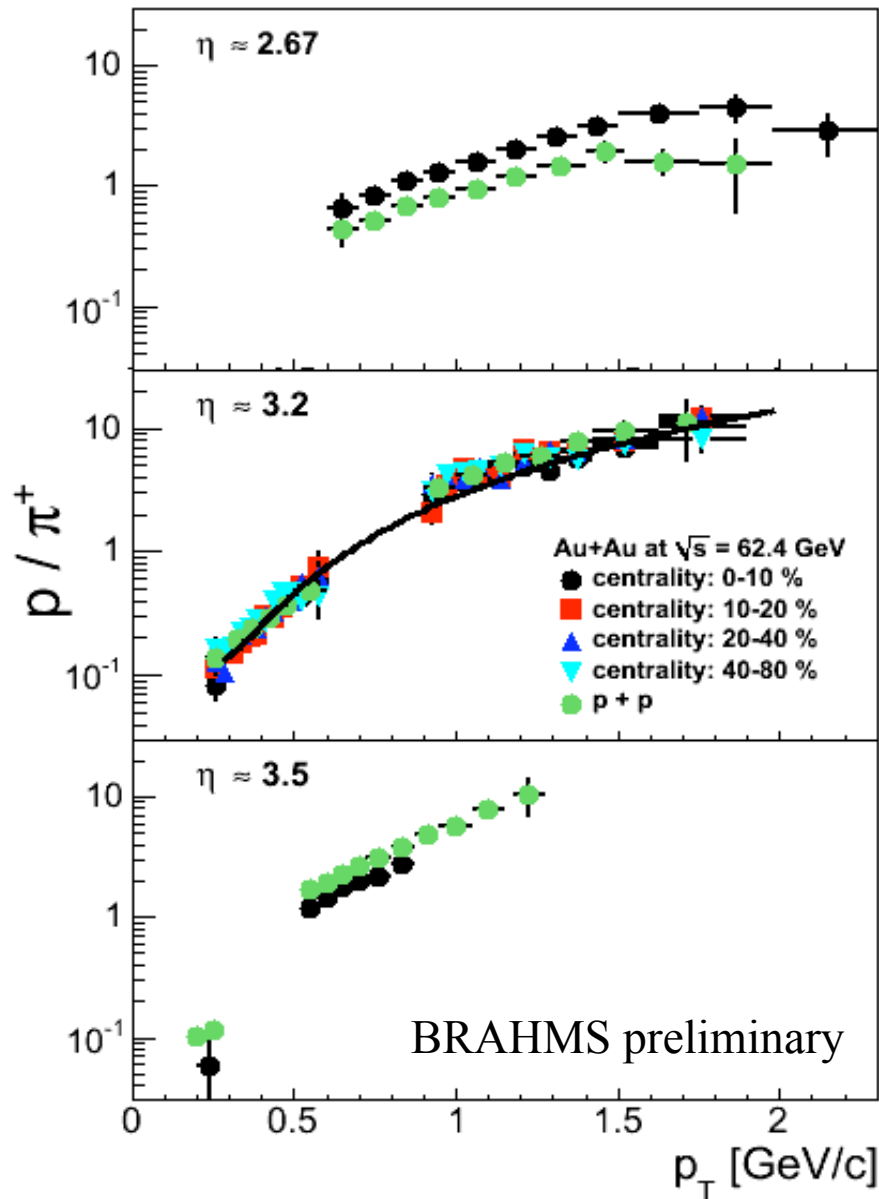 η ≈ 2.67
10
1
10⁻¹
η ≈ 3.2
10
1
10⁻¹
p / π⁺
Au+Au at √s = 62.4 GeV
centrality: 0-10 %
centrality: 10-20 %
centrality: 20-40 %
centrality: 40-80 %
p + p
η ≈ 3.5
10
1
10⁻¹
BRAHMS preliminary
0 0.5 1 1.5 2
p_T [GeV/c]